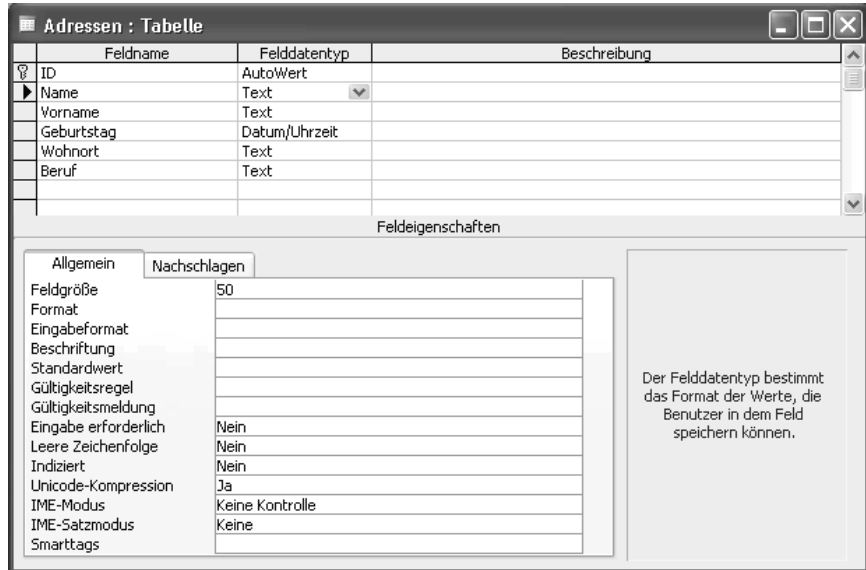 Adressen : Tabelle
Feldname Felddatentyp Beschreibung
ID AutoWert
Name Text
Vorname Text
Geburtstag Datum/Uhrzeit
Wohnort Text
Beruf Text
Feldeigenschaften
Allgemein Nachschlagen
Feldgröße 50
Format
Eingabeformat
Beschriftung
Standardwert
Gültigkeitsregel
Gültigkeitsmeldung
Eingabe erforderlich Nein
Leere Zeichenfolge Nein
Indiziert Nein
Unicode-Kompression Ja
IME-Modus Keine Kontrolle
IME-Satzmodus Keine
Smarttags
Der Felddatentyp bestimmt
das Format der Werte, die
Benutzer in dem Feld
speichern können.